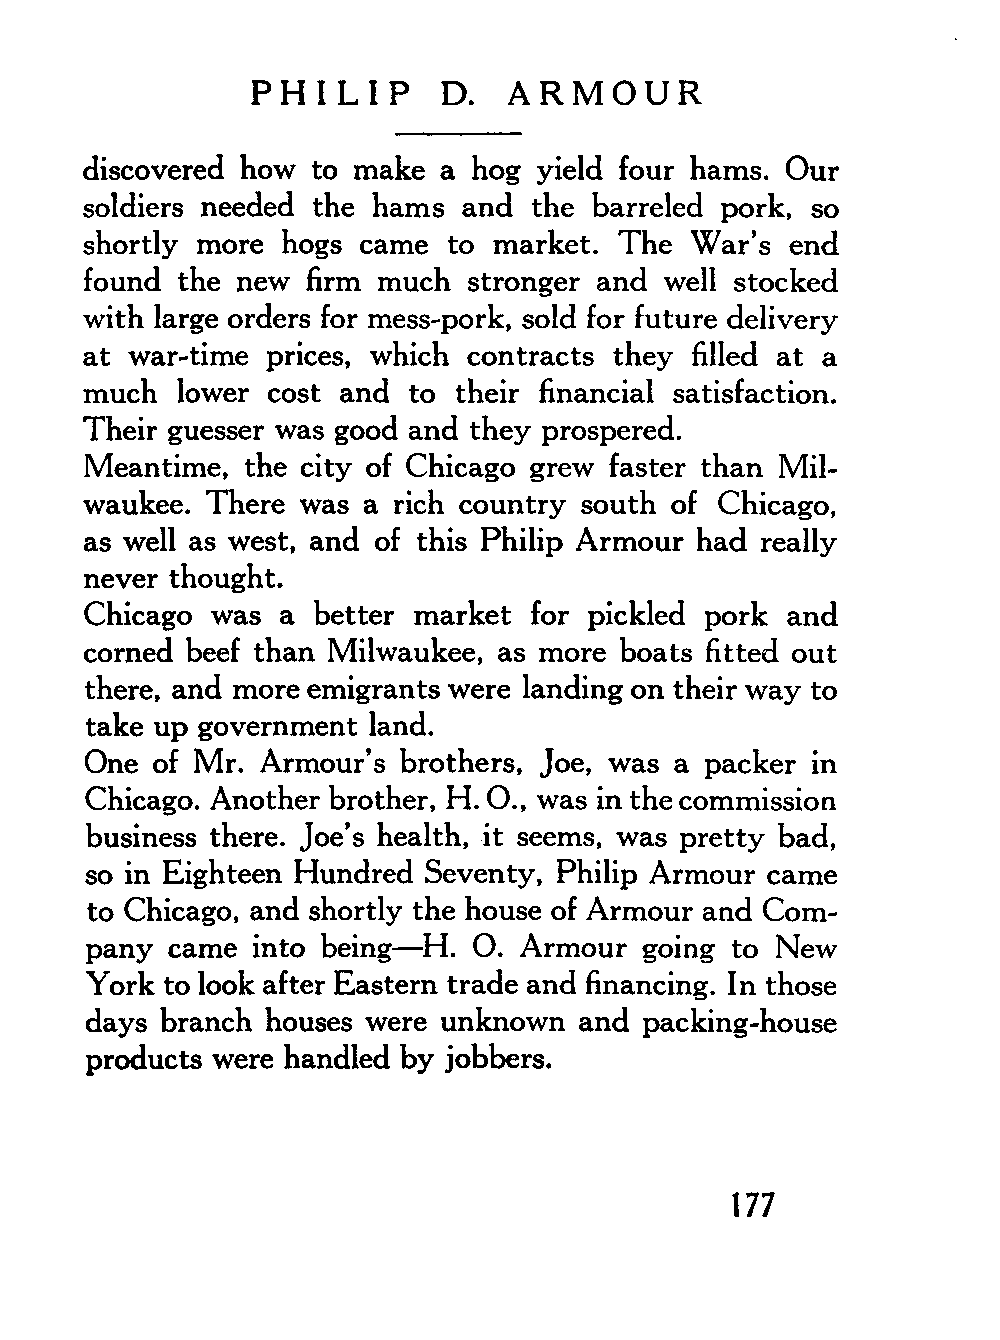 PHILIP D. ARMOUR
discovered how to make a hog yield four hams. Our
soldiers needed the hams and the barreled pork, so
shortly more hogs came to market. The War's end
found the new firm much stronger and well stocked
with large orders for mess-pork, sold for future delivery
at war-time prices, which contracts they filled at a
much lower cost and to their financial satisfaction.
Their guesser was good and they prospered.
Meantime, the city of Chicago grew faster than Mil-
waukee. There was a rich country south of Chicago,
as well as west, and of this Philip Armour had really
never thought.
Chicago was a better market for pickled pork and
corned beef than Milwaukee, as more boats fitted out
there, and more emigrants were landing on their way to
take up government land.
One of Mr. Armour's brothers, Joe, was a packer in
Chicago. Another brother, H. O., was in the commission
business there. Joe's health, it seems, was pretty bad,
so in Eighteen Hundred Seventy, Philip Armour came
to Chicago, and shortly the house of Armour and Com-
pany came into being—H. O. Armour going to New
York to look after Eastern trade and financing. In those
days branch houses were unknown and packing-house
products were handled by jobbers.
177